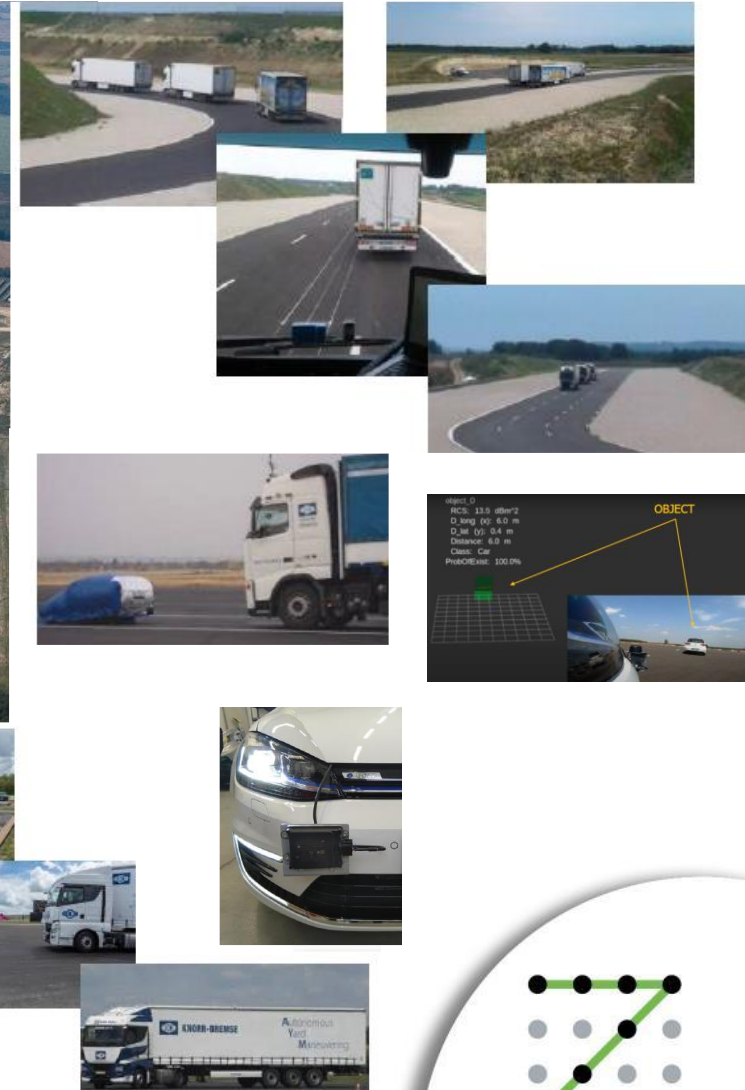 object_0
RCS: 13.5 dBm^2
D_long (x): 6.0 m
D_lat (y): 0.4 m
Distance: 6.0 m
Class: Car
ProbOfExist: 100.0%
OBJECT
KNORR-BREMSE
Autonomous
Yard
Maneuvering